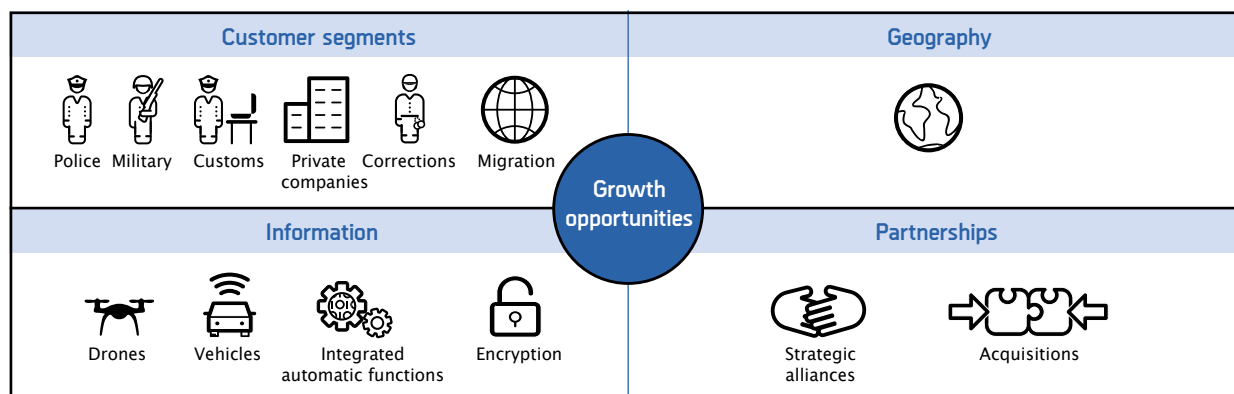 Customer segments
Geography
Police
Military
Customs
Private
companies
Corrections
Migration
Growth
opportunities
Information
Partnerships
Drones
Vehicles
Integrated
automatic functions
Encryption
Strategic
alliances
Acquisitions